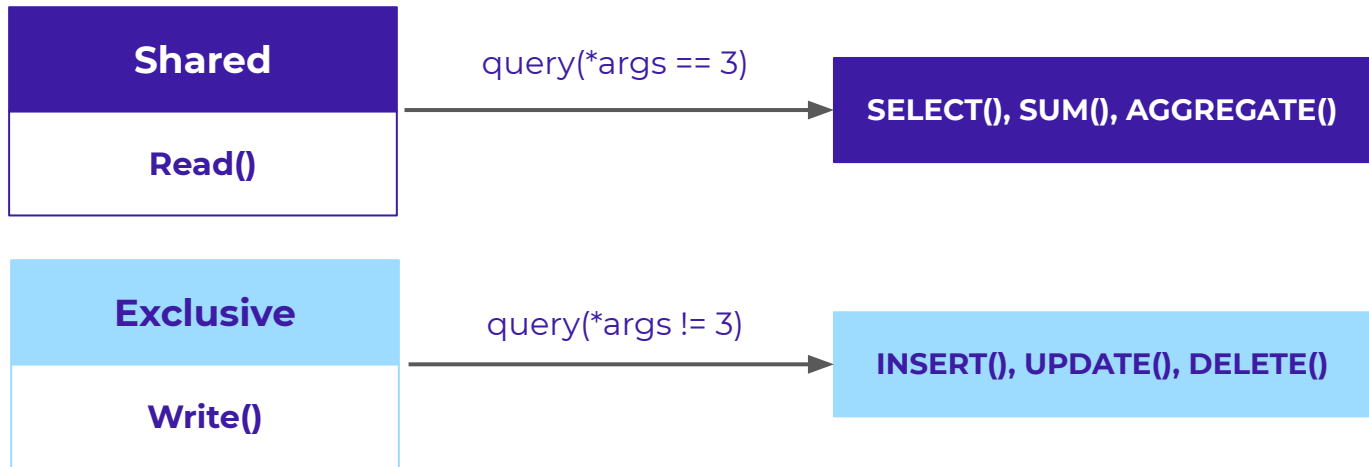 Shared
query(*args == 3)
SELECT(), SUM(), AGGREGATE()
Read()
Exclusive
query(*args != 3)
INSERT(), UPDATE(), DELETE()
Write()